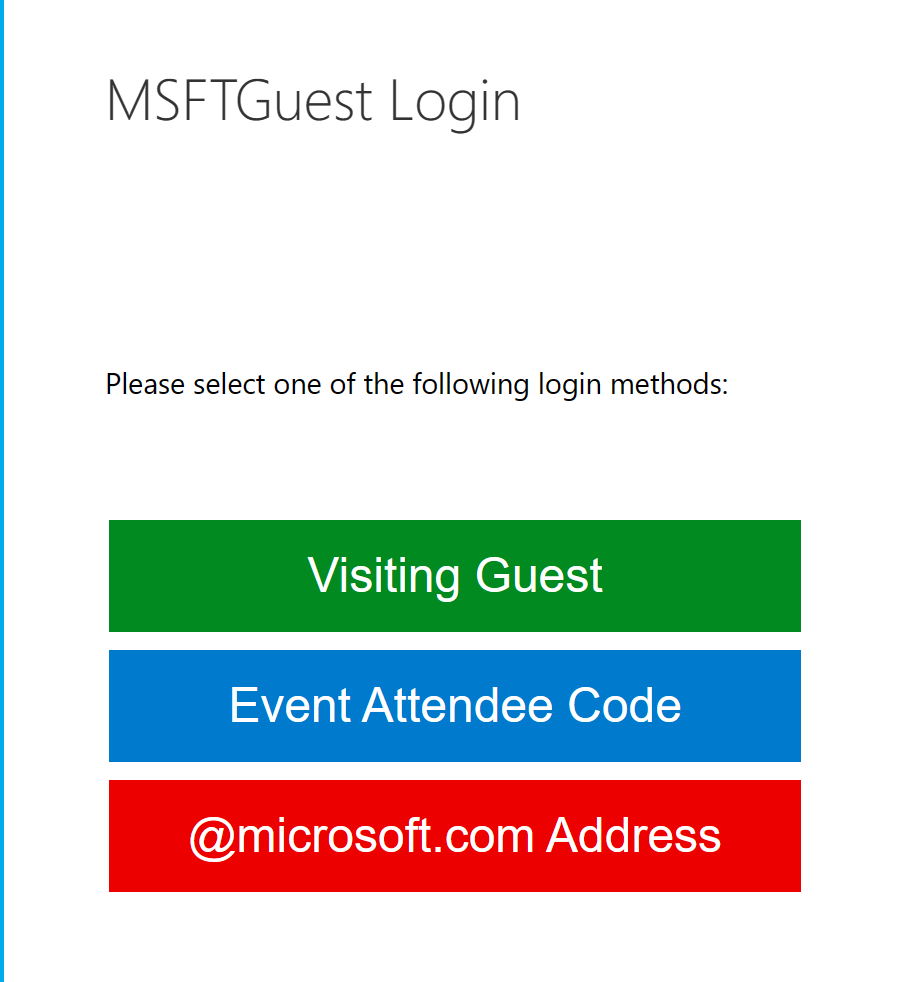 MSFTGuest Login
Please select one of the following login methods:
Visiting Guest
Event Attendee Code
@microsoft.com Address